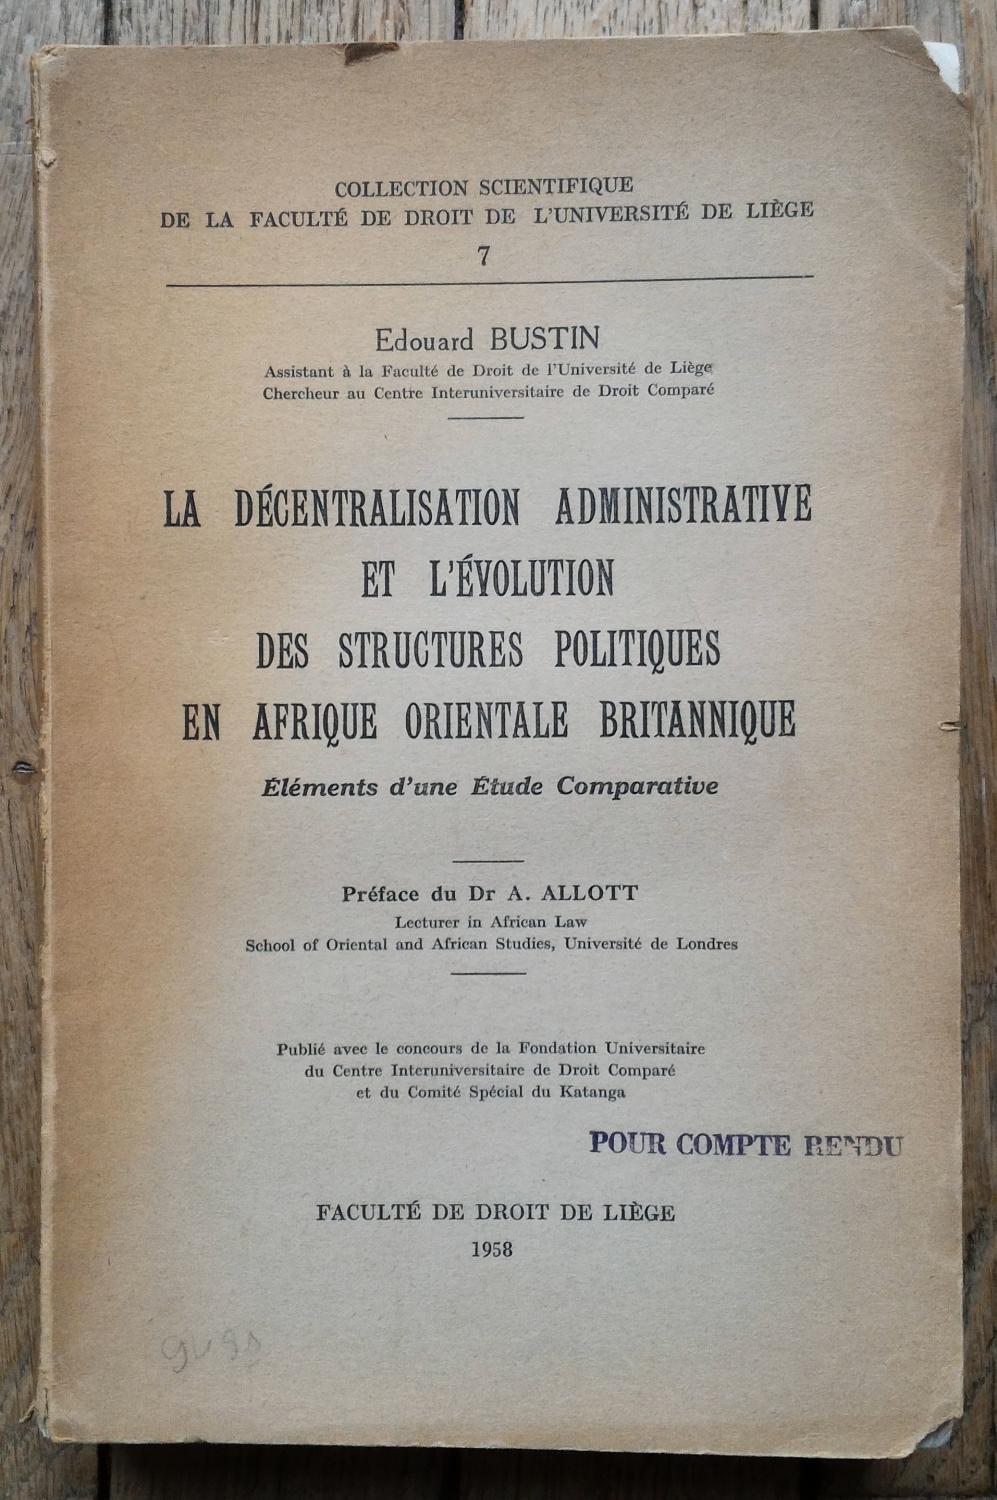 COLLECTION SCIENTIFIQUE
DE LA FACULTÉ DE DROIT DE L'UNIVERSITÉ DE LIÈGE
7
Edouard BUSTIN
Assistant à la Faculté de Droit de l'Université de Liège
Chercheur au Centre Interuniversitaire de Droit Comparé
LA DÉCENTRALISATION ADMINISTRATIVE
ET L'ÉVOLUTION
DES STRUCTURES POLITIQUES
EN AFRIQUE ORIENTALE BRITANNIQUE
Éléments d'une Étude Comparative
Préface du Dr A. ALLOTT
Lecturer in African Law
School of Oriental and African Studies, Université de Londres
Publié avec le concours de la Fondation Universitaire
du Centre Interuniversitaire de Droit Comparé
et du Comité Spécial du Katanga
POUR COMPTE RENDU
FACULTÉ DE DROIT DE LIÈGE
1958